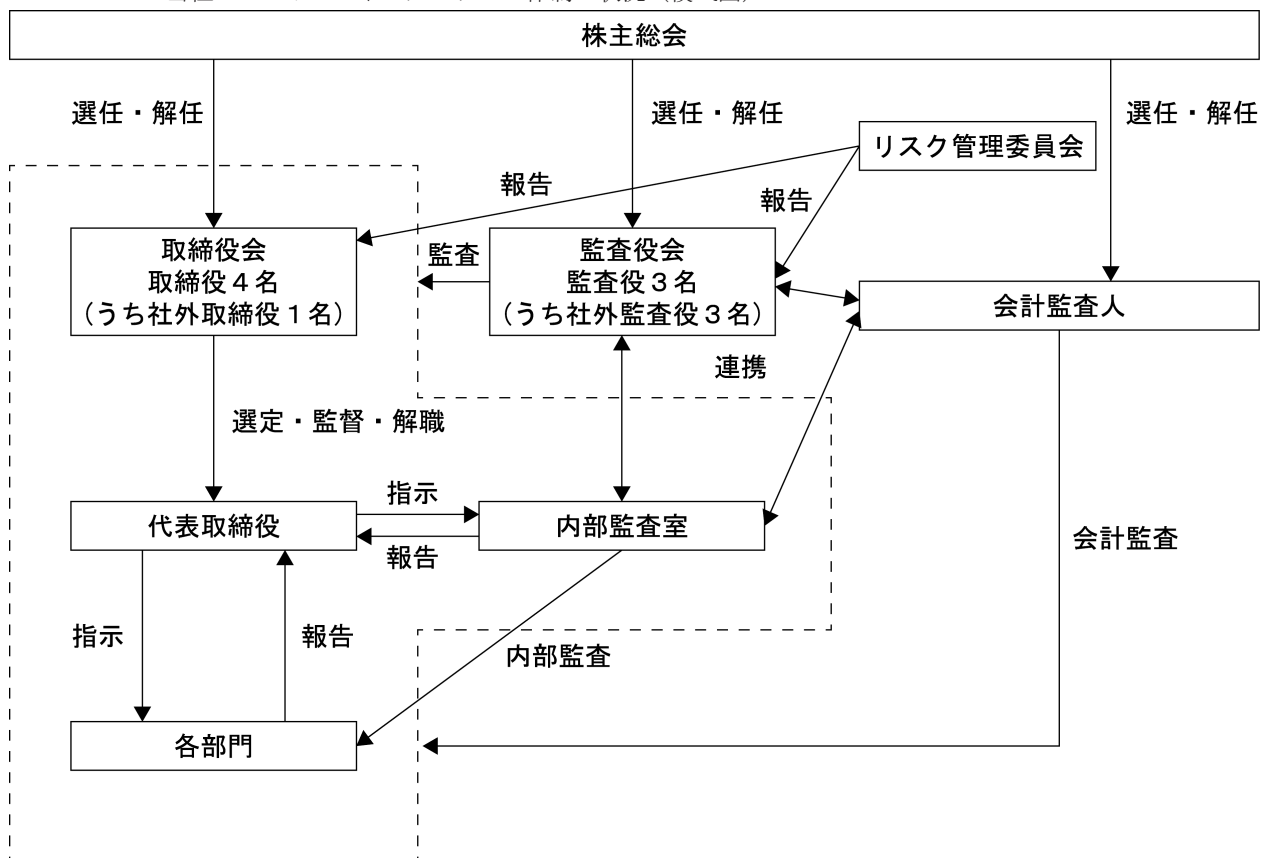 株主総会
選任・解任
選任・解任
選任・解任
リスク管理委員会
報告
報告
取締役会
取締役４名
（うち社外取締役１名）
監査
監査役会
監査役３名
（うち社外監査役３名）
会計監査人
連携
選定・監督・解職
代表取締役
指示
報告
内部監査室
会計監査
指示
報告
内部監査
各部門